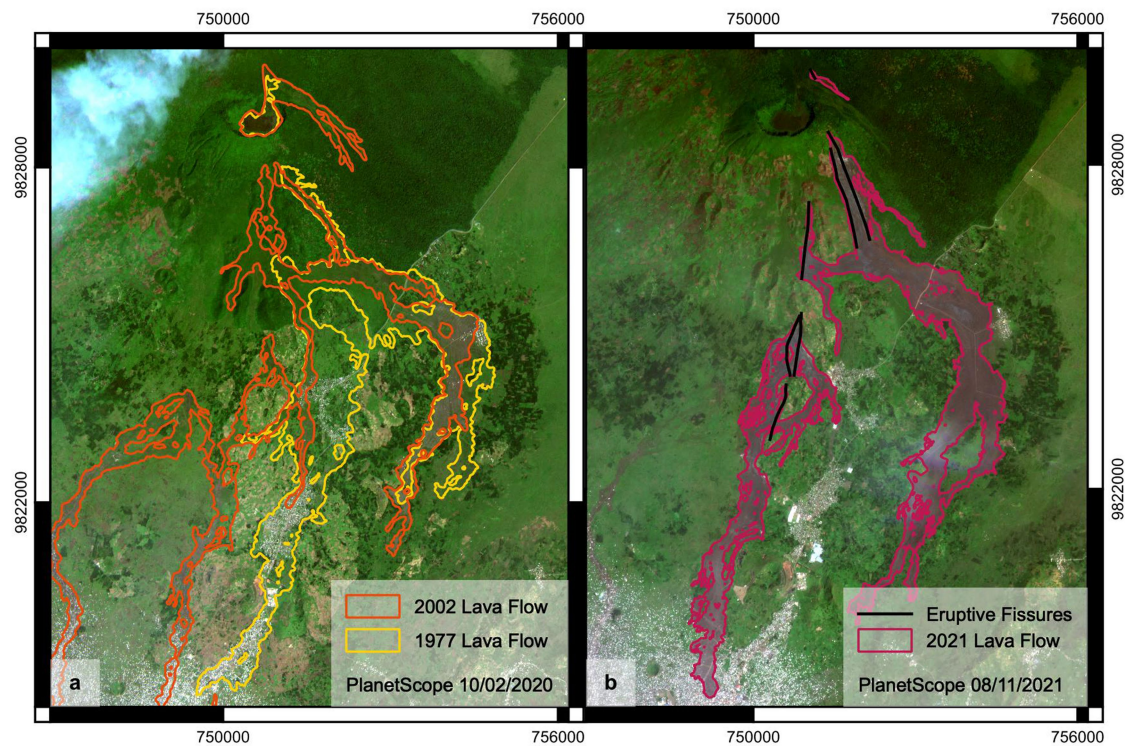 750000
756000
750000
756000
9828000
9828000
9822000
9822000
2002 Lava Flow
1977 Lava Flow
PlanetScope 10/02/2020
a
Eruptive Fissures
2021 Lava Flow
PlanetScope 08/11/2021
b
750000
756000
750000
756000